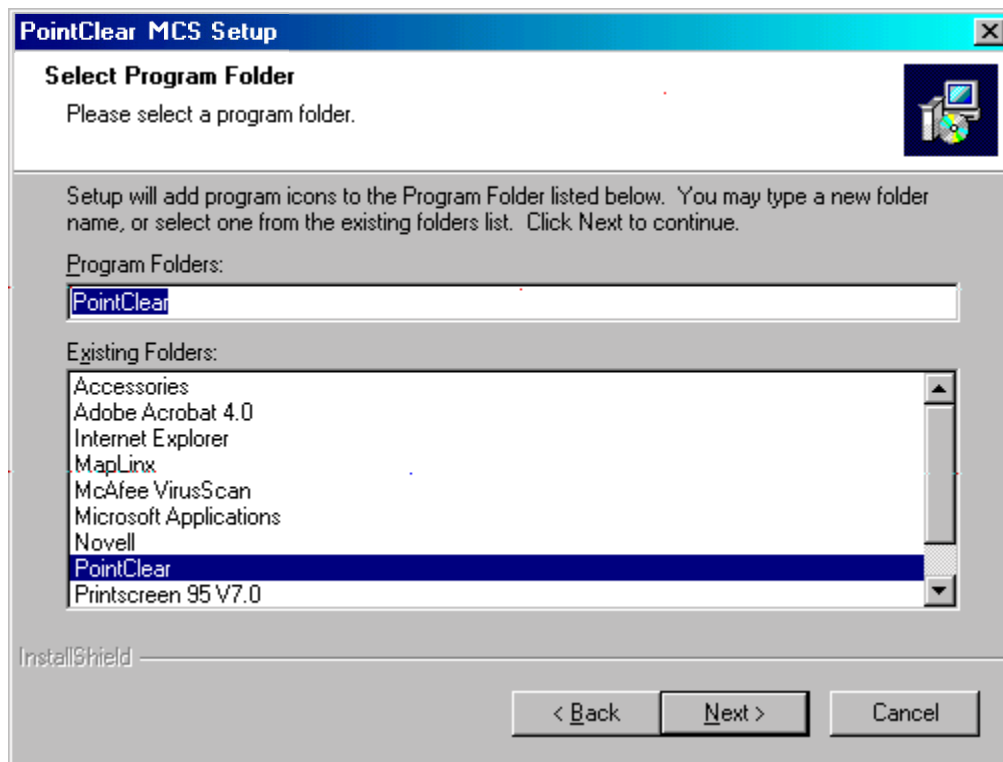 PointClear MCS Setup
Select Program Folder
Please select a program folder.
Setup will add program icons to the Program Folder listed below.  You may type a new folder
name, or select one from the existing folders list.  Click Next to continue.
Program Folders:
PointClear
Existing Folders:
Accessories
Adobe Acrobat 4.0
Internet Explorer
MapLinx
McAfee VirusScan
Microsoft Applications
Novell
PointClear
Printscreen 95 V7.0
InstallShield
< Back
Next >
Cancel